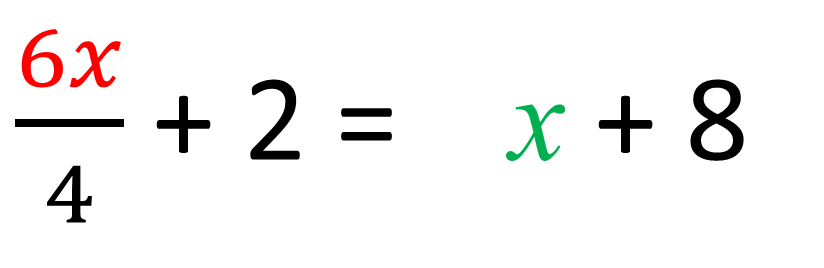 6x/4 + 2 = x + 8